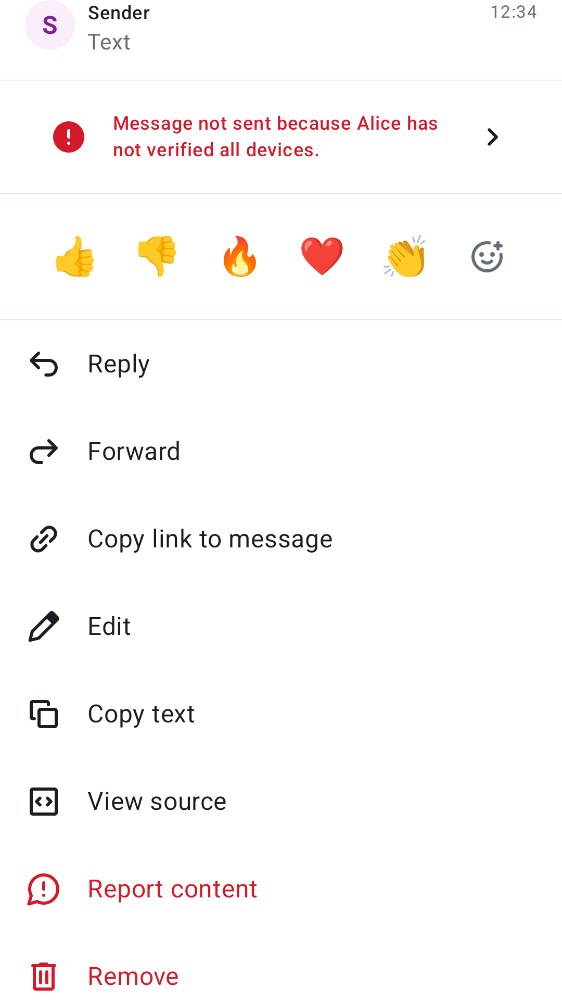 S
Sender
12:34
Text
Message not sent because Alice has
not verified all devices.
Reply
Forward
Copy link to message
Edit
Copy text
View source
Report content
Remove